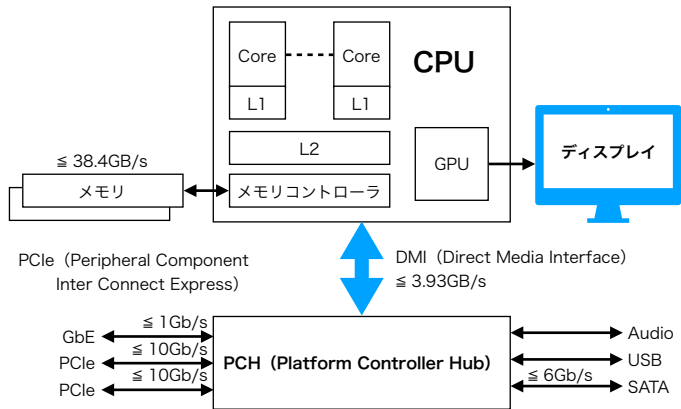 Core
Core
CPU
L1
L1
L2
GPU
ディスプレイ
≦ 38.4GB/s
メモリ
メモリコントローラ
PCIe（Peripheral Component
Inter Connect Express）
DMI（Direct Media Interface）
≦ 3.93GB/s
GbE
≦ 1Gb/s
PCIe
≦ 10Gb/s
PCIe
≦ 10Gb/s
PCH（Platform Controller Hub）
Audio
USB
≦ 6Gb/s
SATA